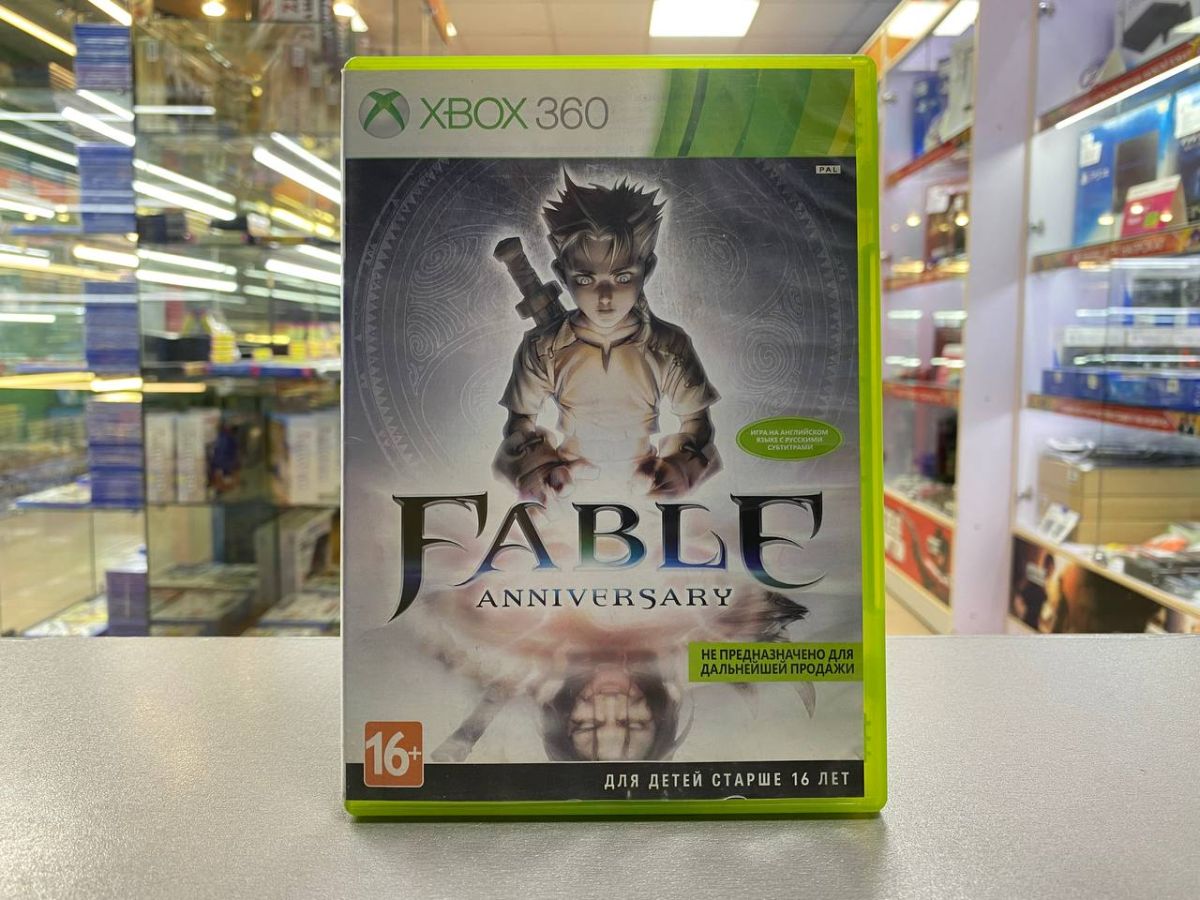 XBOX 360
PAL
ИГРА НА АНГЛИЙСКОМ
ЯЗЫКЕ С РУССКИМИ
СУБТИТРАМИ
FABLE
ANNIVERSARY
НЕ ПРЕДНАЗНАЧЕНО ДЛЯ
ДАЛЬНЕЙШЕЙ ПРОДАЖИ
16+
ДЛЯ ДЕТЕЙ СТАРШЕ 16 ЛЕТ